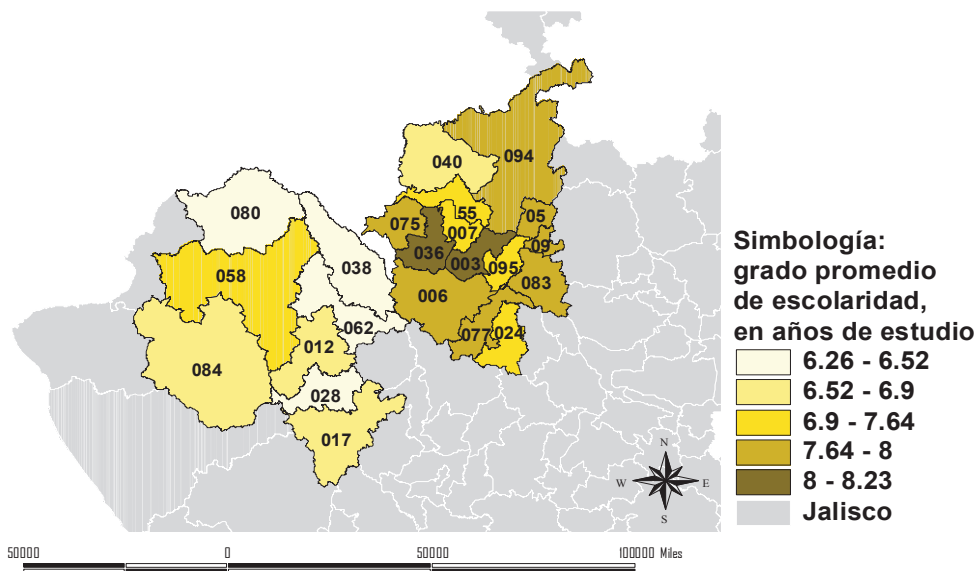 040
094
080
075
55
05
007
09
036
003
058
038
095
083
006
062
077
024
012
084
028
017
Simbología:
grado promedio
de escolaridad,
en años de estudio
6.26 - 6.52
6.52 - 6.9
6.9 - 7.64
7.64 - 8
8 - 8.23
Jalisco
N
W E
S
50000 0 50000 100000 Miles